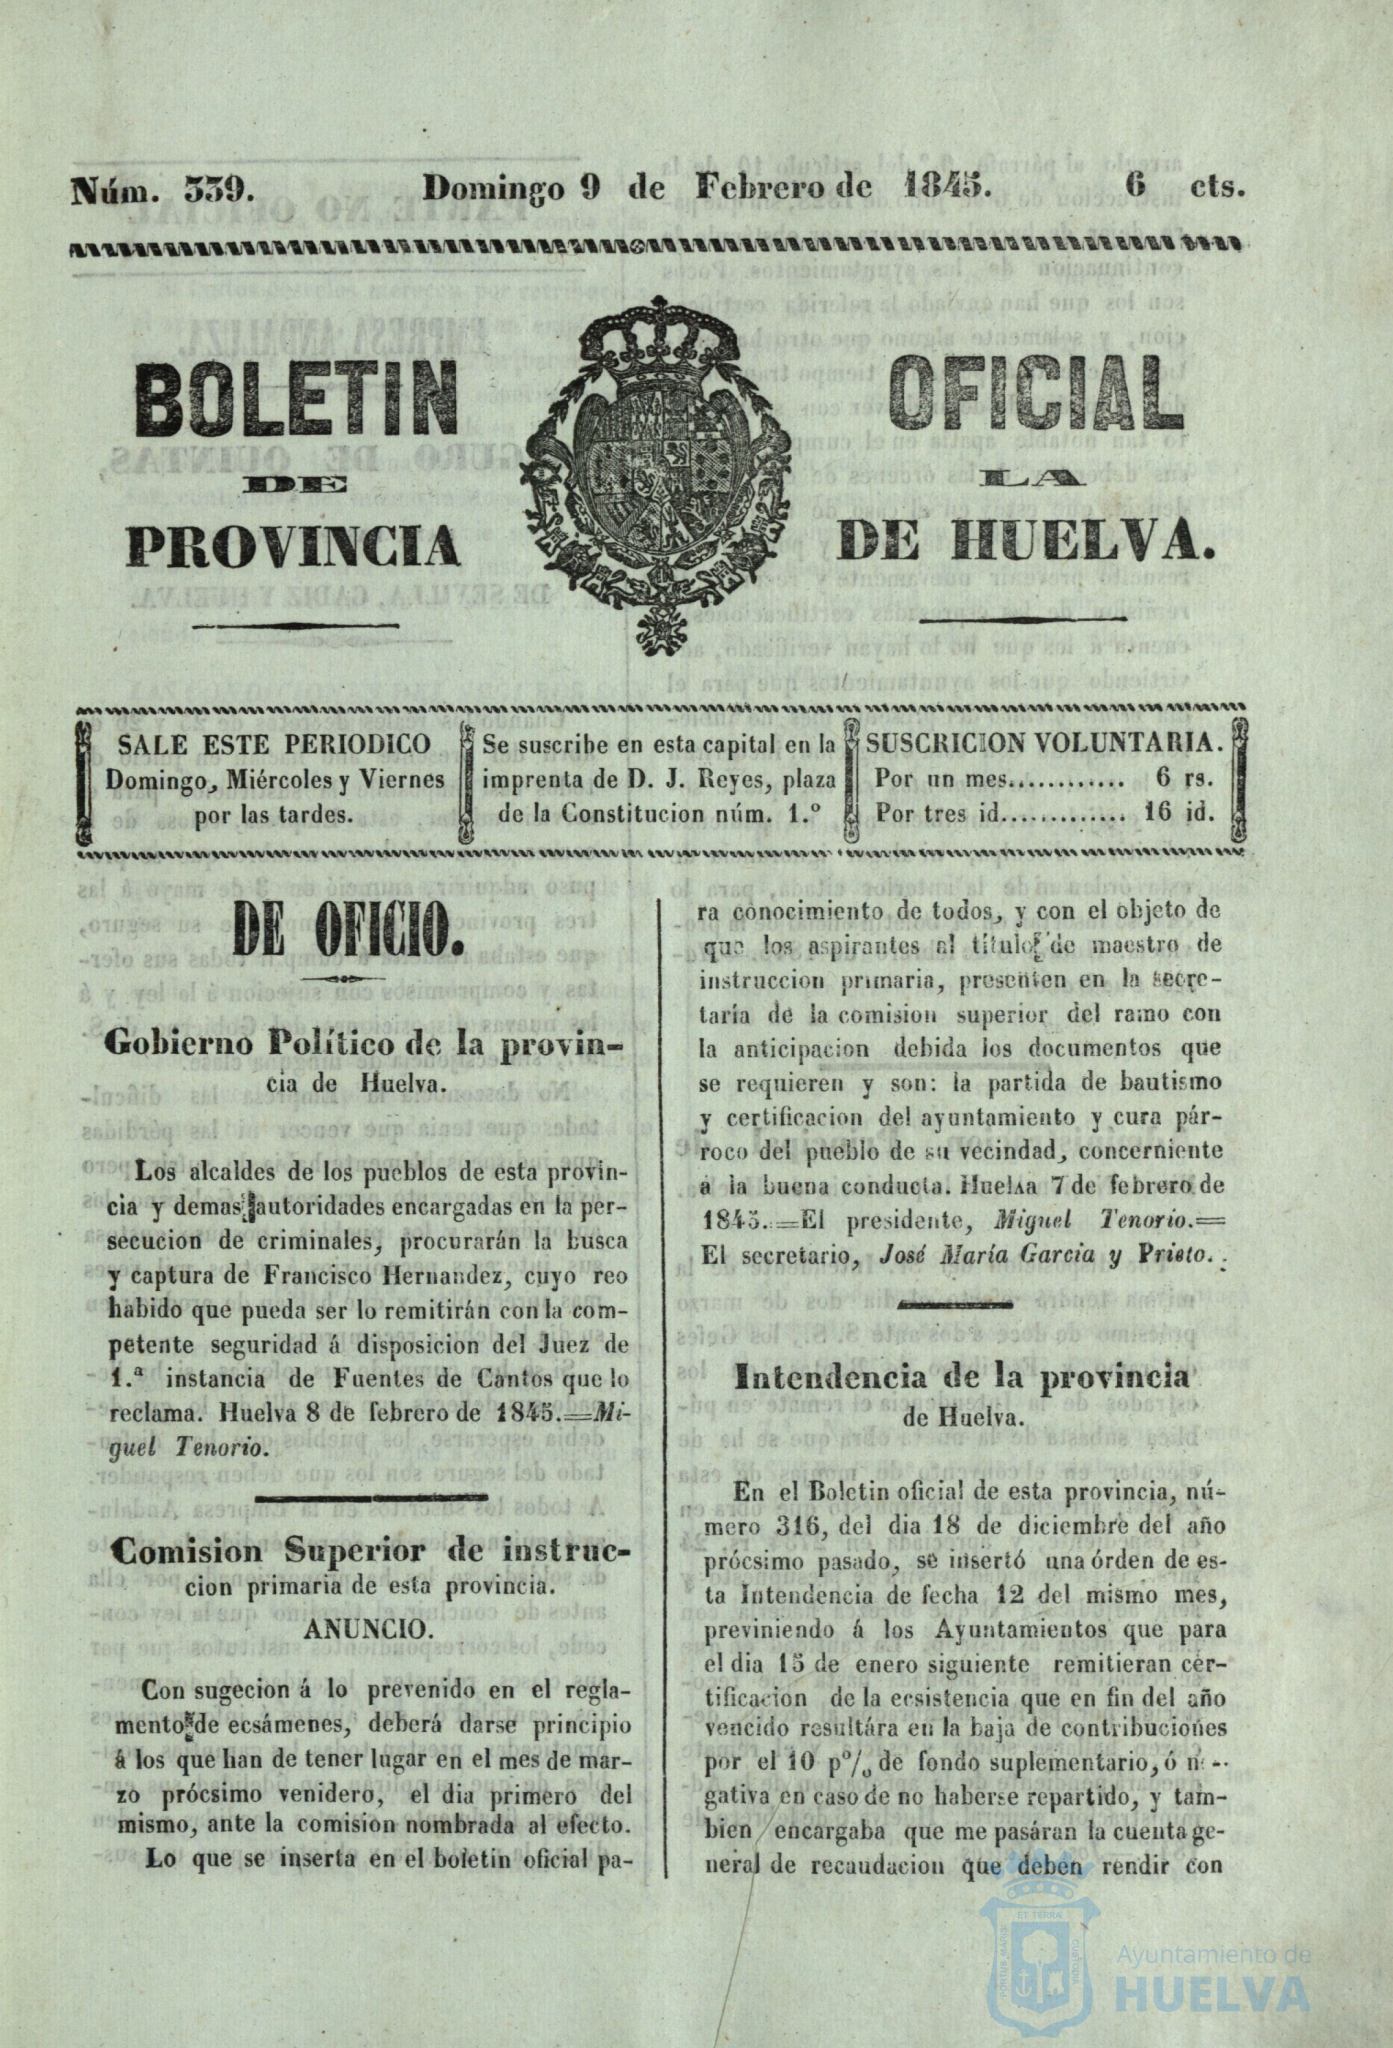 Núm. 339. Domingo 9 de Febrero de 1845. 6 cts.
BOLETIN OFICIAL
DE LA
PROVINCIA DE HUELVA.
SALE ESTE PERIODICO
Domingo, Miércoles y Viernes
por las tardes.
Se suscribe en esta capital en la
imprenta de D. J. Reyes, plaza
de la Constitucion núm. 1.º
SUSCRICION VOLUNTARIA.
Por un mes............ 6 rs.
Por tres id............. 16 id.
DE OFICIO.
Gobierno Político de la provin-
cia de Huelva.
Los alcaldes de los pueblos de esta provin-
cia y demas autoridades encargadas en la per-
secucion de criminales, procurarán la busca
y captura de Francisco Hernandez, cuyo reo
habido que pueda ser lo remitirán con la com-
petente seguridad á disposicion del Juez de
1.ª instancia de Fuentes de Cantos que lo
reclama. Huelva 8 de febrero de 1845.=Mi-
guel Tenorio.
Comision Superior de instruc-
cion primaria de esta provincia.
ANUNCIO.
Con sugecion á lo prevenido en el regla-
mento de ecsámenes, deberá darse principio
á los que han de tener lugar en el mes de mar-
zo prócsimo venidero, el dia primero del
mismo, ante la comision nombrada al efecto.
Lo que se inserta en el boletin oficial pa-
ra conocimiento de todos, y con el objeto de
que los aspirantes al título de maestro de
instruccion primaria, presenten en la secre-
taría de la comision superior del ramo con
la anticipacion debida los documentos que
se requieren y son: la partida de bautismo
y certificacion del ayuntamiento y cura pár-
roco del pueblo de su vecindad, concerniente
á la buena conducta. Huelva 7 de febrero de
1845.=El presidente, Miguel Tenorio.=
El secretario, José María Garcia y Prieto.
Intendencia de la provincia
de Huelva.
En el Boletin oficial de esta provincia, nú-
mero 316, del dia 18 de diciembre del año
prócsimo pasado, se insertó una órden de es-
ta Intendencia de fecha 12 del mismo mes,
previniendo á los Ayuntamientos que para
el dia 15 de enero siguiente remitieran cer-
tificacion de la ecsistencia que en fin del año
vencido resultára en la baja de contribuciones
por el 10 pº/o de fondo suplementario, ó ne-
gativa en caso de no haberse repartido, y tam-
bien encargaba que me pasáran la cuenta ge-
neral de recaudacion que deben rendir con
ET TERRAE
PORTUS MARIS
CUSTODIA
Ayuntamiento de
HUELVA